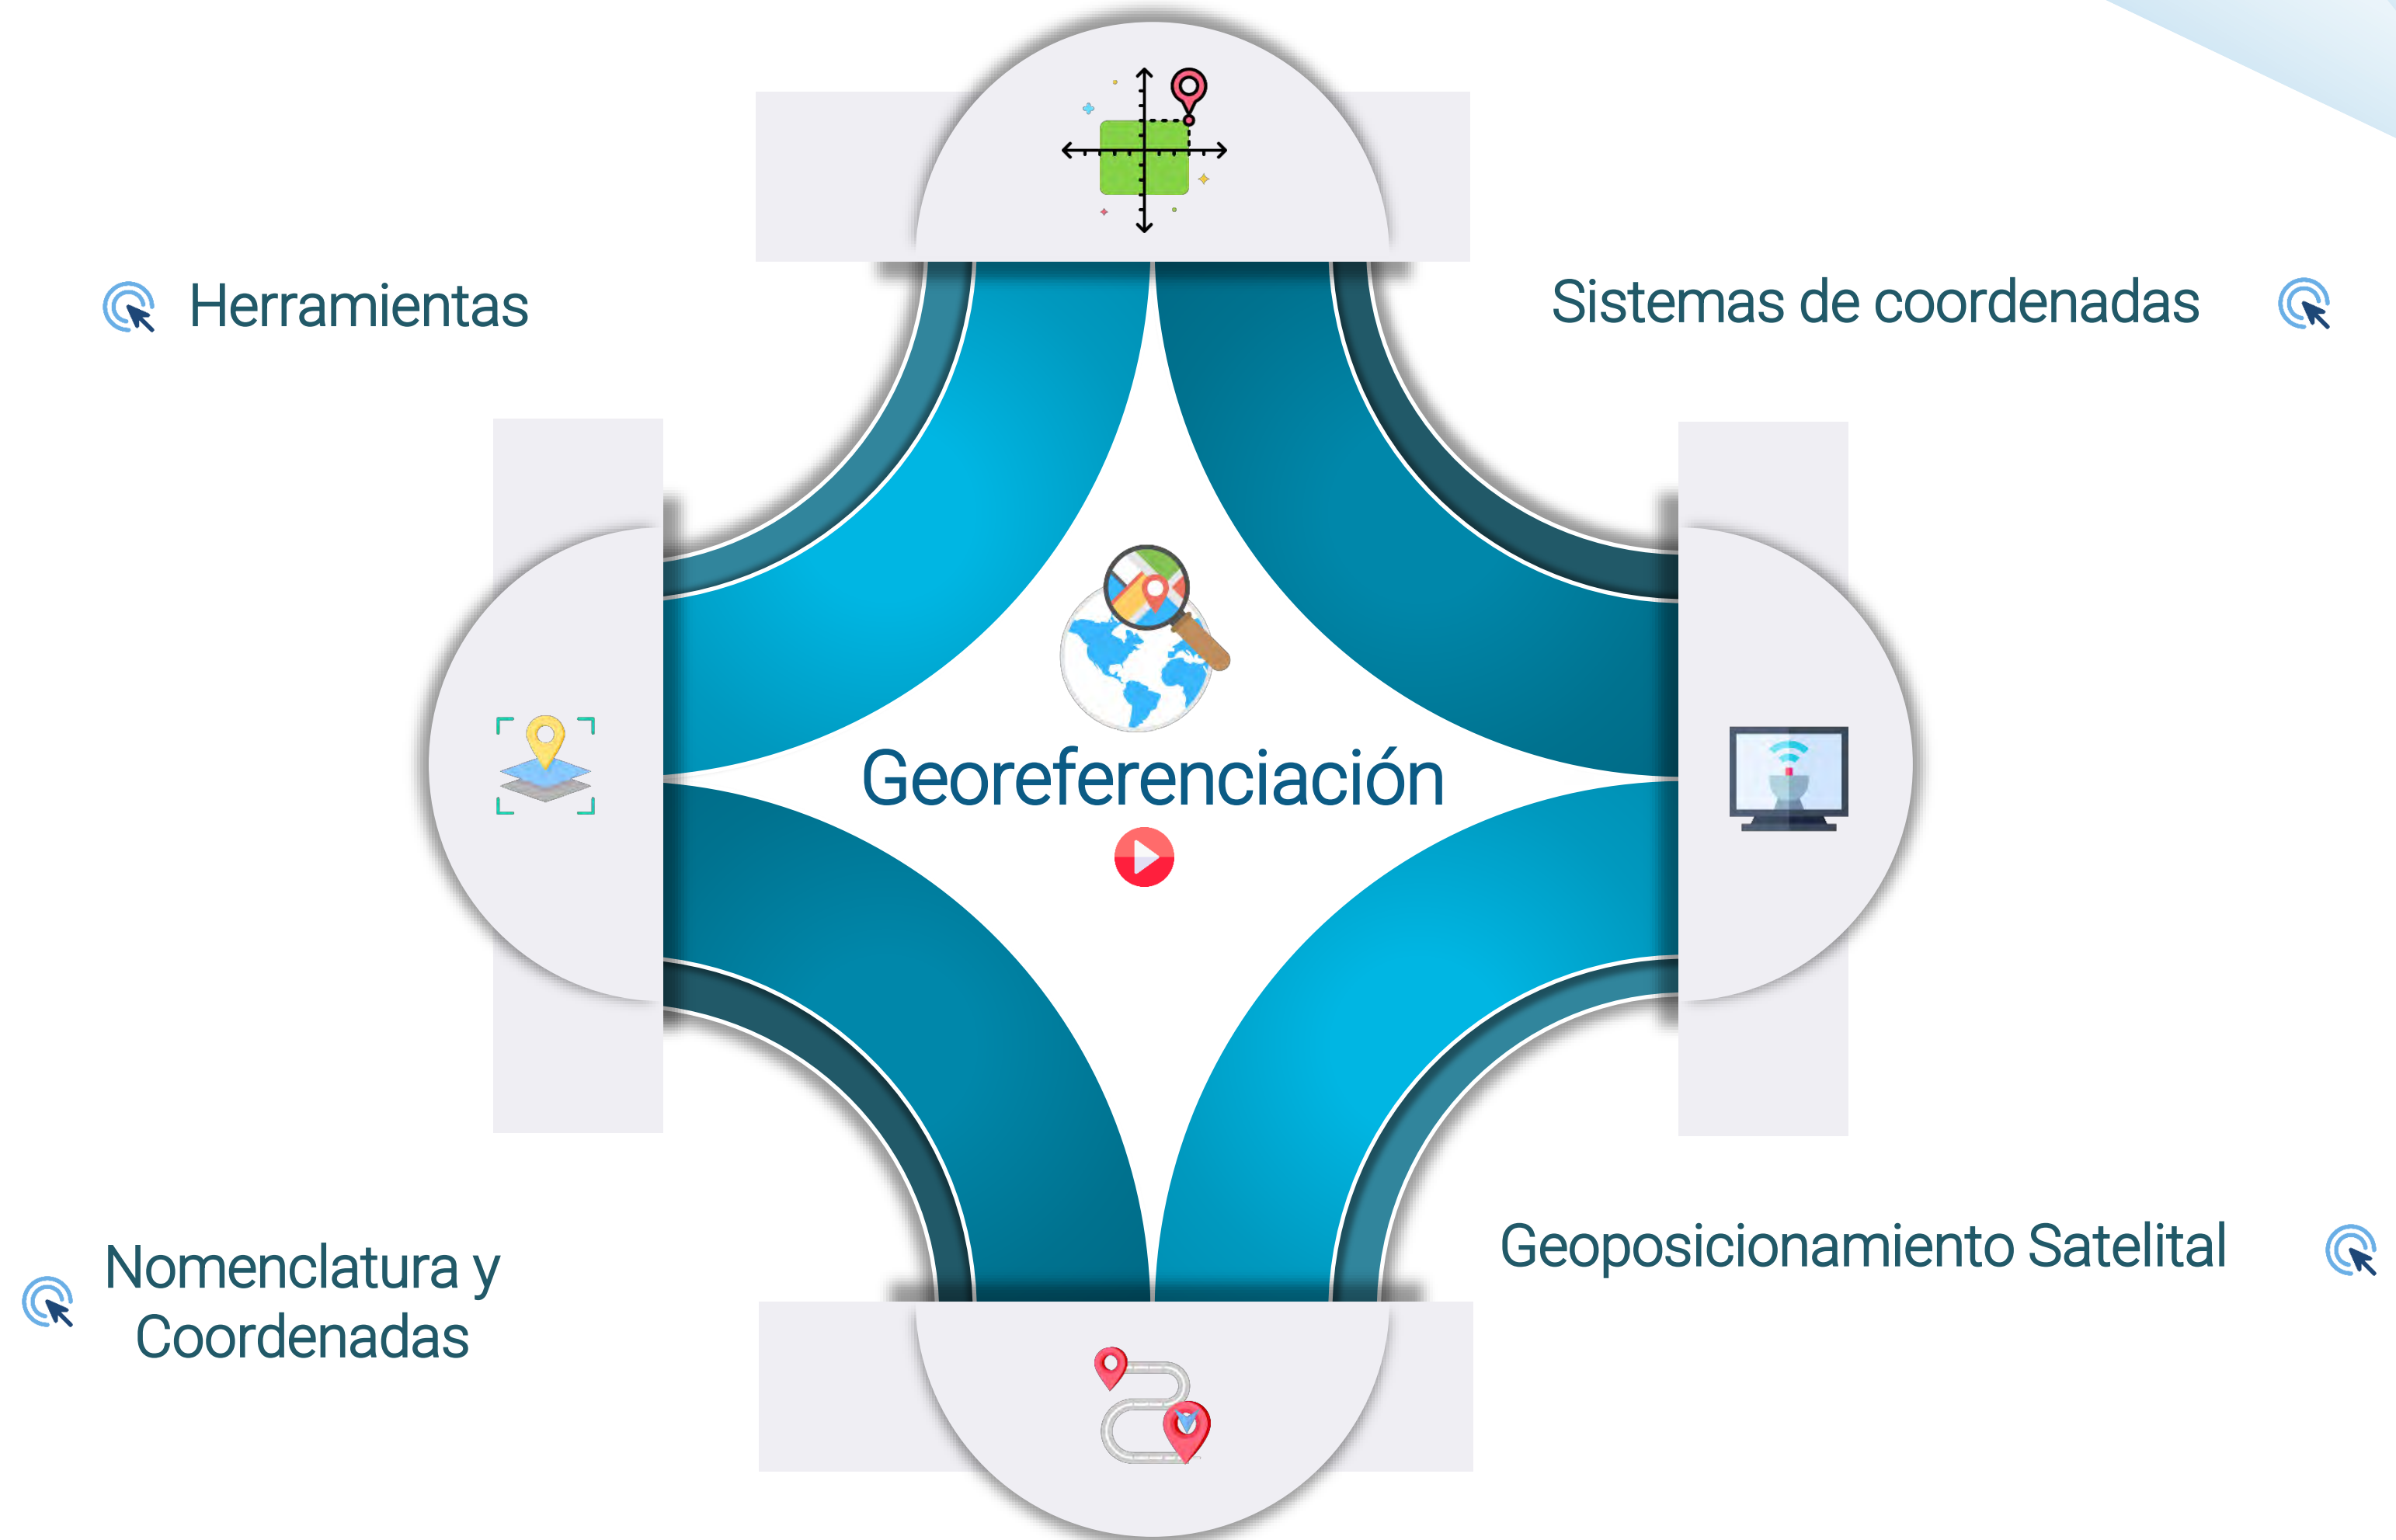 Herramientas
Sistemas de coordenadas
Georeferenciación
Nomenclatura y
Coordenadas
Geoposicionamiento Satelital